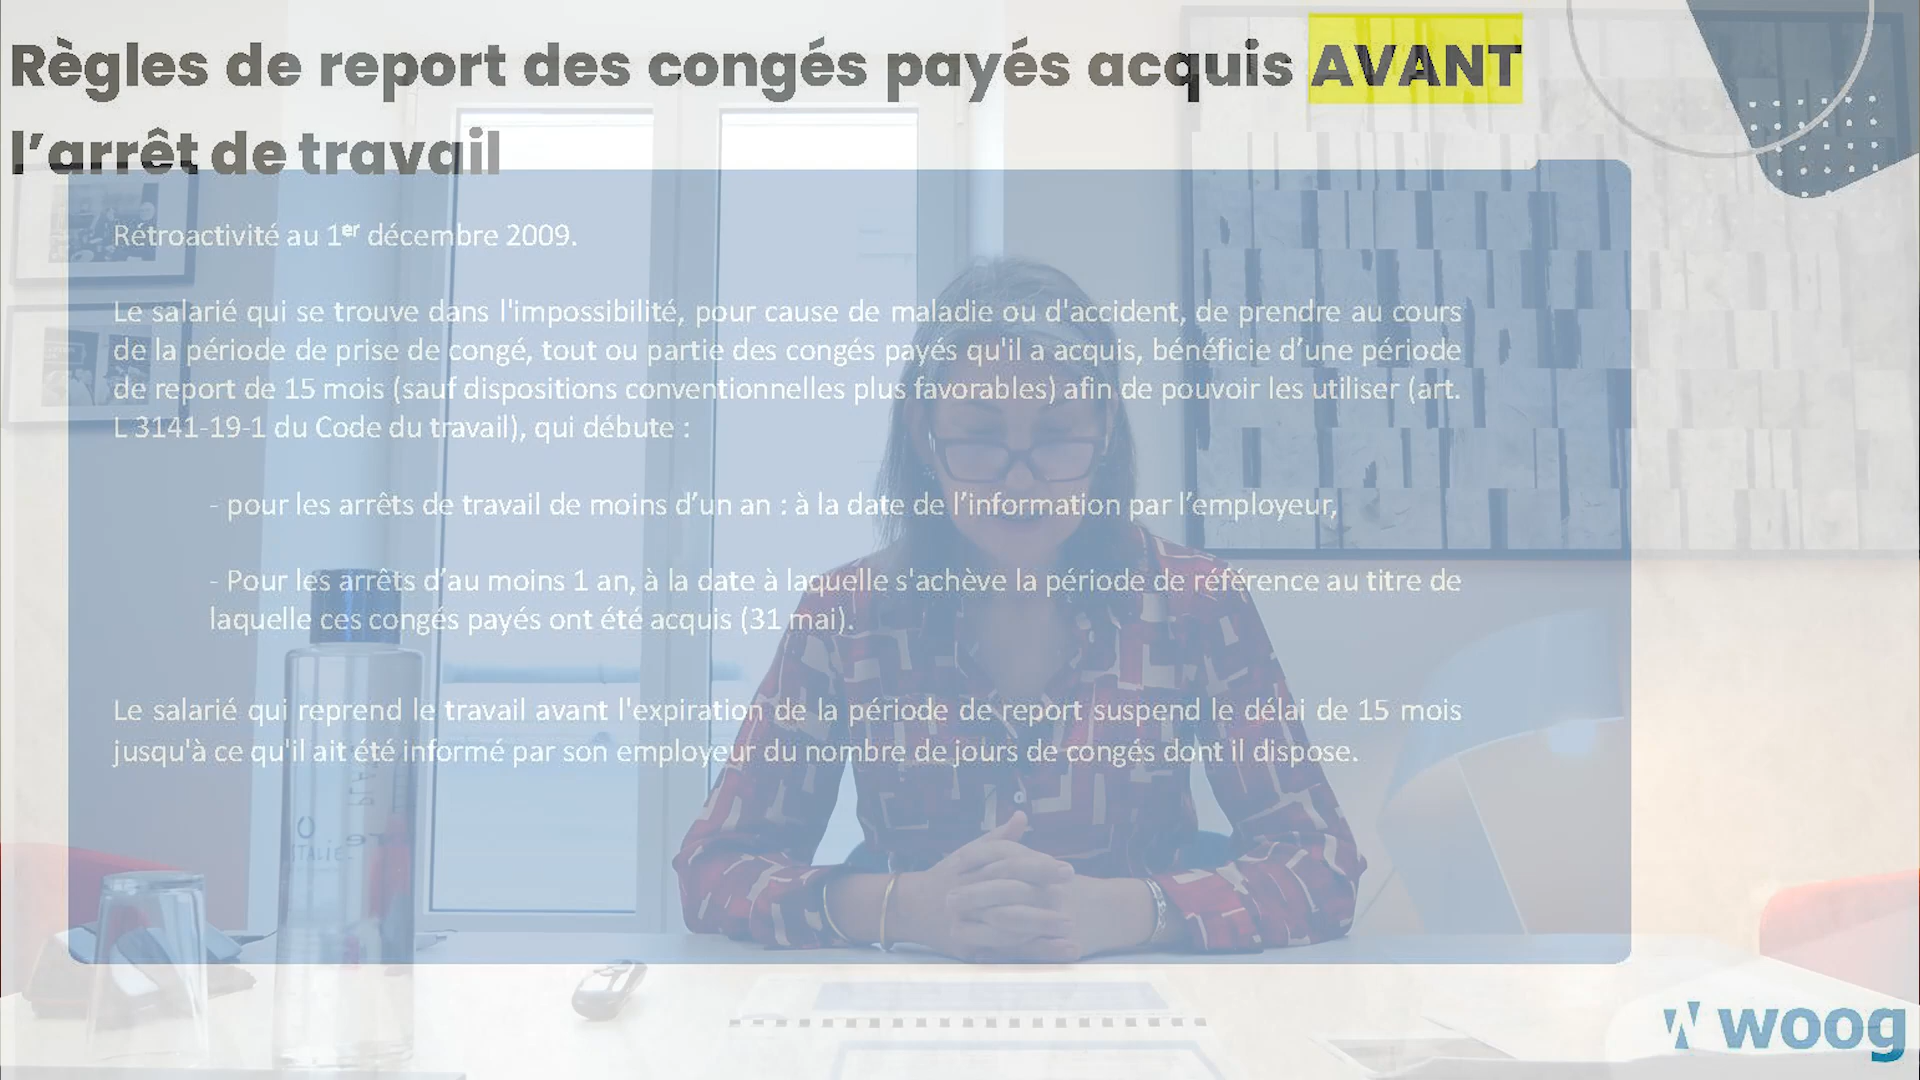 Règles de report des congés payés acquis AVANT
l’arrêt de travail
Rétroactivité au 1er décembre 2009.
Le salarié qui se trouve dans l'impossibilité, pour cause de maladie ou d'accident, de prendre au cours
de la période de prise de congé, tout ou partie des congés payés qu'il a acquis, bénéficie d’une période
de report de 15 mois (sauf dispositions conventionnelles plus favorables) afin de pouvoir les utiliser (art.
L 3141-19-1 du Code du travail), qui débute :
- pour les arrêts de travail de moins d’un an : à la date de l’information par l’employeur,
- Pour les arrêts d’au moins 1 an, à la date à laquelle s'achève la période de référence au titre de
laquelle ces congés payés ont été acquis (31 mai).
Le salarié qui reprend le travail avant l'expiration de la période de report suspend le délai de 15 mois
jusqu'à ce qu'il ait été informé par son employeur du nombre de jours de congés dont il dispose.
woog